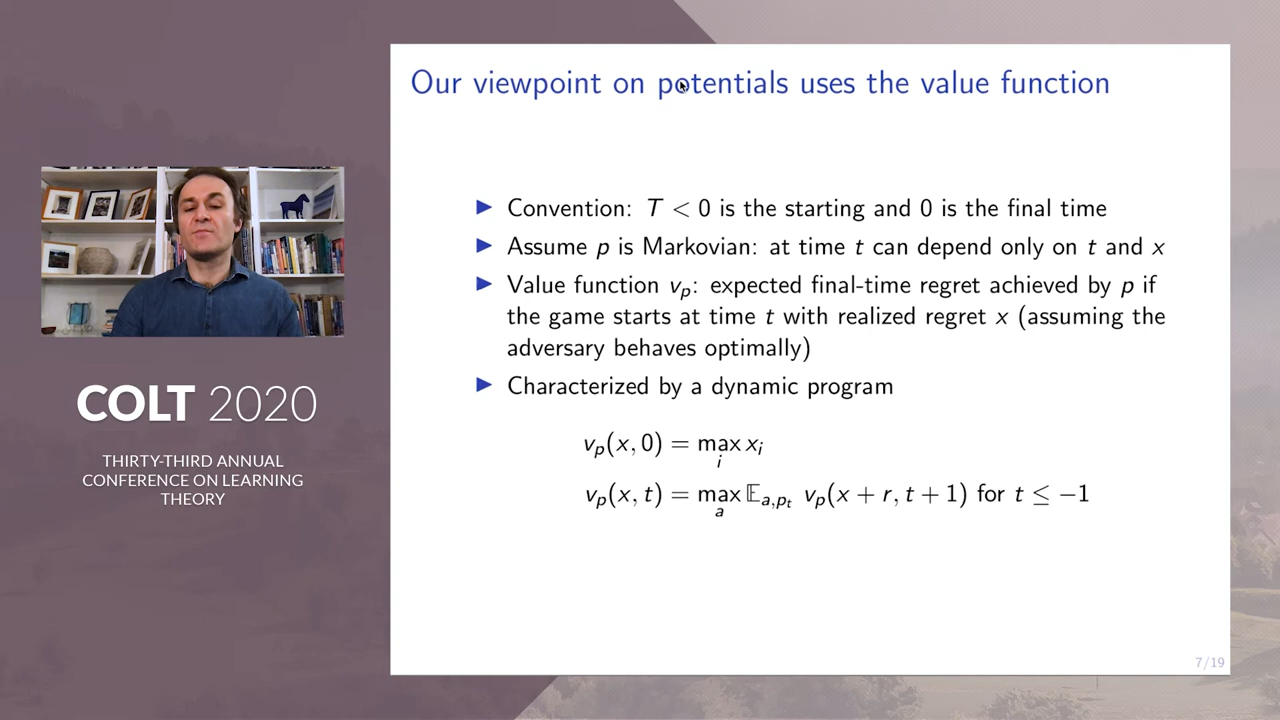 Our viewpoint on potentials uses the value function
▶ Convention: T < 0 is the starting and 0 is the final time
▶ Assume p is Markovian: at time t can depend only on t and x
▶ Value function vₚ: expected final-time regret achieved by p if
the game starts at time t with realized regret x (assuming the
adversary behaves optimally)
▶ Characterized by a dynamic program
v_p(x, 0) = max_i x_i
v_p(x, t) = max_a 𝔼_{a,p_t} v_p(x + r, t + 1) for t ≤ −1
7/19
COLT 2020
THIRTY-THIRD ANNUAL
CONFERENCE ON LEARNING
THEORY